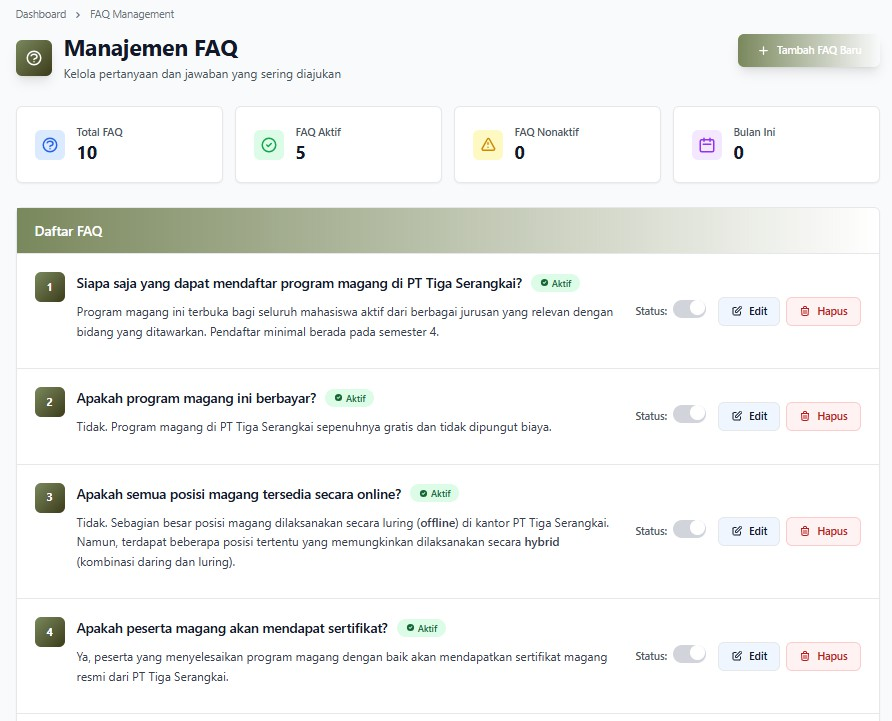 Dashboard > FAQ Management
Manajemen FAQ
Kelola pertanyaan dan jawaban yang sering diajukan
+ Tambah FAQ Baru
Total FAQ
10
FAQ Aktif
5
FAQ Nonaktif
0
Bulan Ini
0
Daftar FAQ
1
Siapa saja yang dapat mendaftar program magang di PT Tiga Serangkai?
Aktif
Program magang ini terbuka bagi seluruh mahasiswa aktif dari berbagai jurusan yang relevan dengan
bidang yang ditawarkan. Pendaftar minimal berada pada semester 4.
Status:
Edit
Hapus
2
Apakah program magang ini berbayar?
Aktif
Tidak. Program magang di PT Tiga Serangkai sepenuhnya gratis dan tidak dipungut biaya.
Status:
Edit
Hapus
3
Apakah semua posisi magang tersedia secara online?
Aktif
Tidak. Sebagian besar posisi magang dilaksanakan secara luring (offline) di kantor PT Tiga Serangkai.
Namun, terdapat beberapa posisi tertentu yang memungkinkan dilaksanakan secara hybrid
(kombinasi daring dan luring).
Status:
Edit
Hapus
4
Apakah peserta magang akan mendapat sertifikat?
Aktif
Ya, peserta yang menyelesaikan program magang dengan baik akan mendapatkan sertifikat magang
resmi dari PT Tiga Serangkai.
Status:
Edit
Hapus